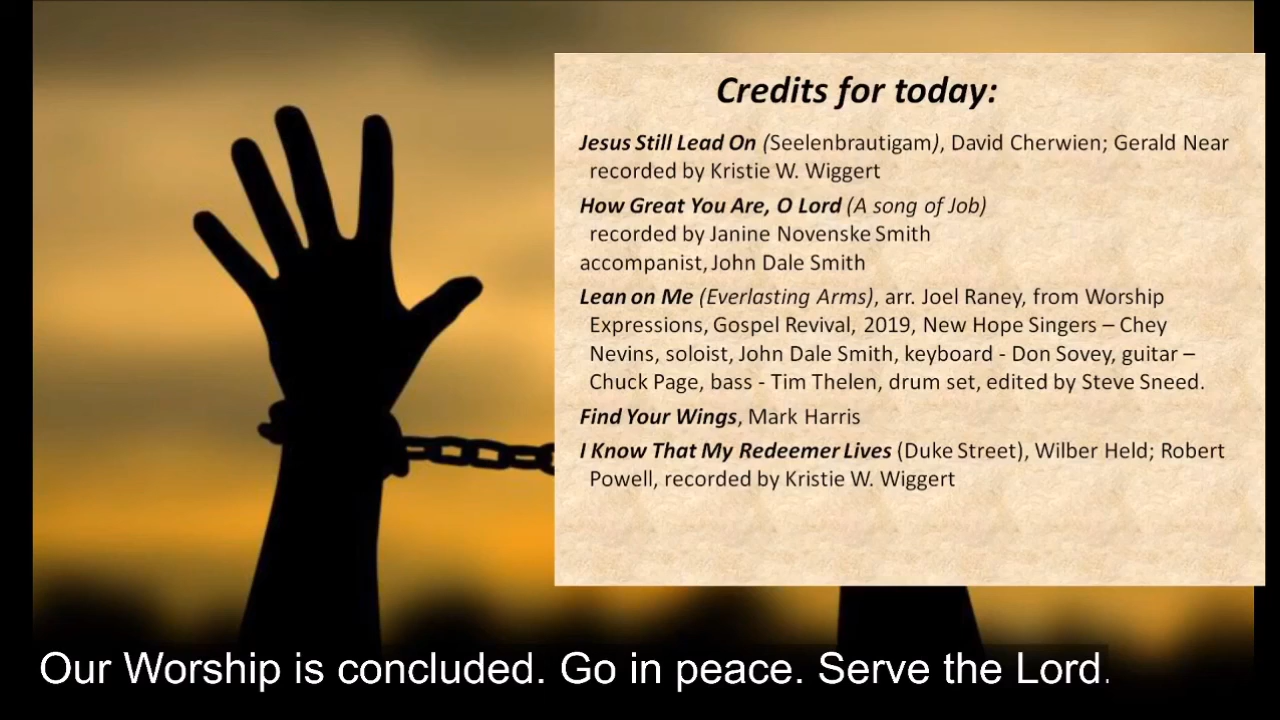 Credits for today:
Jesus Still Lead On (Seelenbrautigam), David Cherwien; Gerald Near
recorded by Kristie W. Wiggert
How Great You Are, O Lord (A song of Job)
recorded by Janine Novenske Smith
accompanist, John Dale Smith
Lean on Me (Everlasting Arms), arr. Joel Raney, from Worship
Expressions, Gospel Revival, 2019, New Hope Singers – Chey
Nevins, soloist, John Dale Smith, keyboard - Don Sovey, guitar –
Chuck Page, bass - Tim Thelen, drum set, edited by Steve Sneed.
Find Your Wings, Mark Harris
I Know That My Redeemer Lives (Duke Street), Wilber Held; Robert
Powell, recorded by Kristie W. Wiggert
Our Worship is concluded. Go in peace. Serve the Lord.